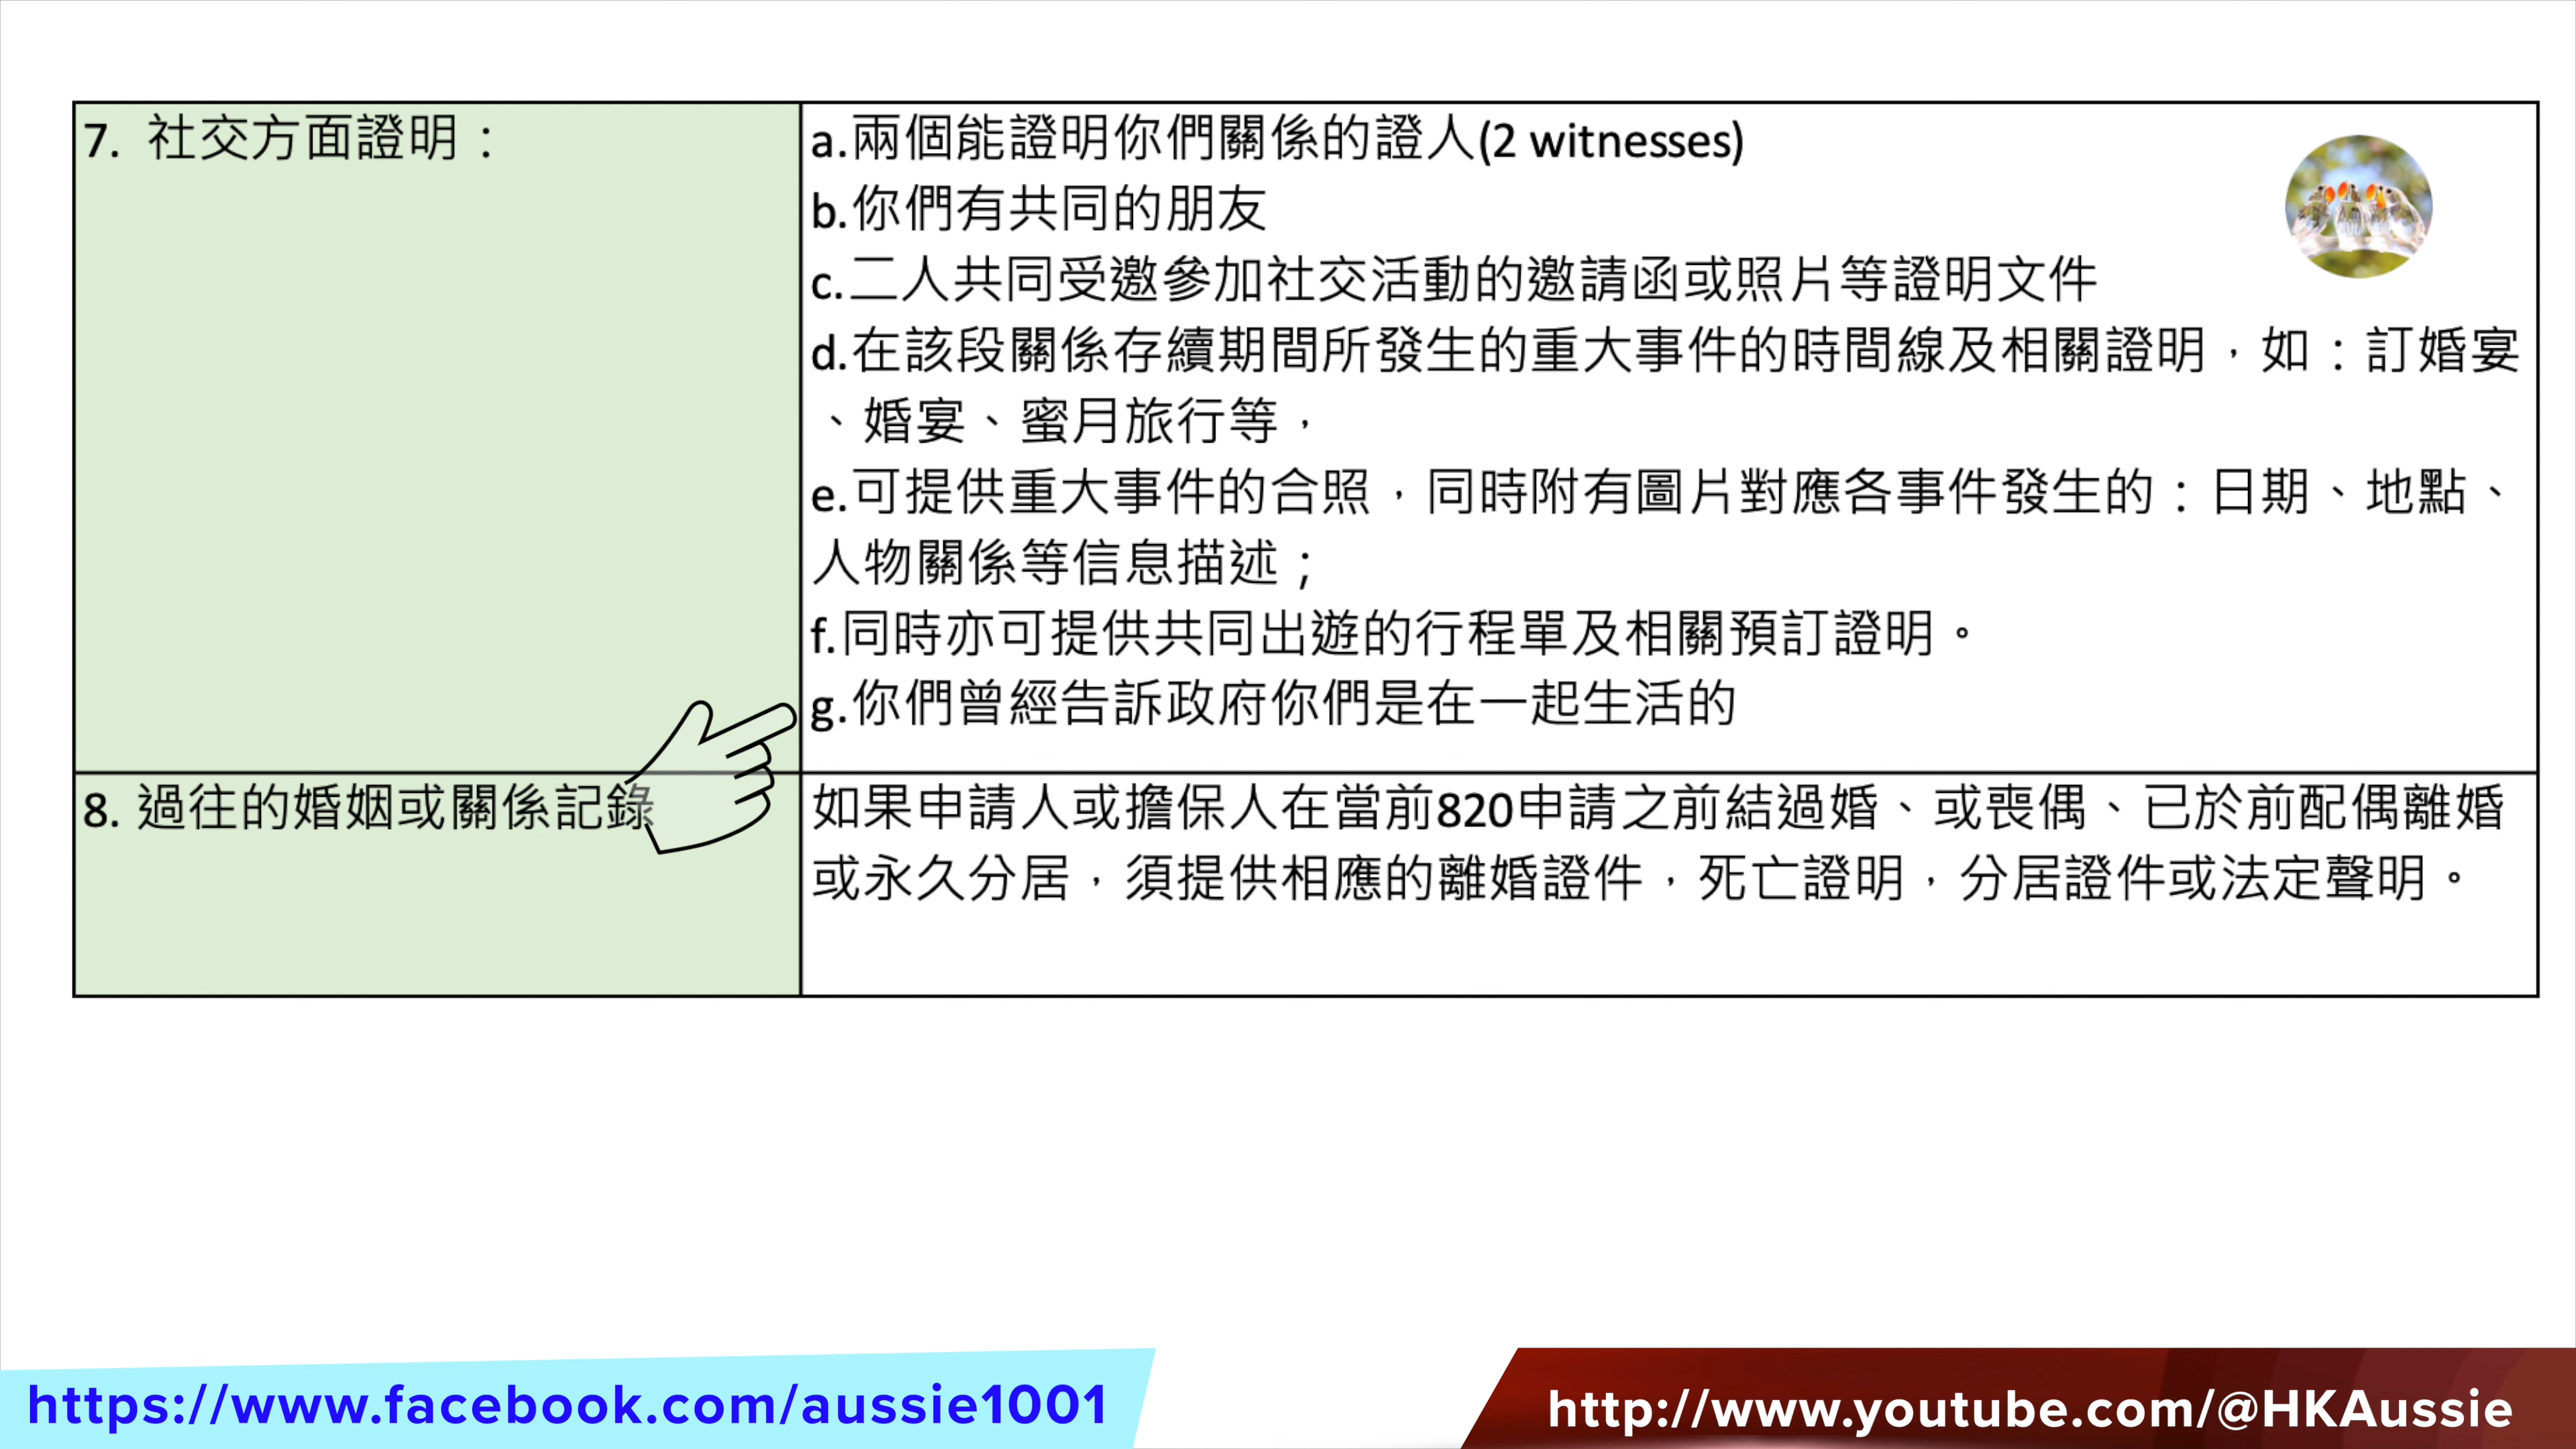 7. 社交方面證明：
a.兩個能證明你們關係的證人(2 witnesses)
b.你們有共同的朋友
c.二人共同受邀參加社交活動的邀請函或照片等證明文件
d.在該段關係存續期間所發生的重大事件的時間線及相關證明，如：訂婚宴
、婚宴、蜜月旅行等，
e.可提供重大事件的合照，同時附有圖片對應各事件發生的：日期、地點、
人物關係等信息描述；
f.同時亦可提供共同出遊的行程單及相關預訂證明。
g.你們曾經告訴政府你們是在一起生活的
8. 過往的婚姻或關係記錄
如果申請人或擔保人在當前820申請之前結過婚、或喪偶、已於前配偶離婚
或永久分居，須提供相應的離婚證件，死亡證明，分居證件或法定聲明。
https://www.facebook.com/aussie1001
http://www.youtube.com/@HKAussie